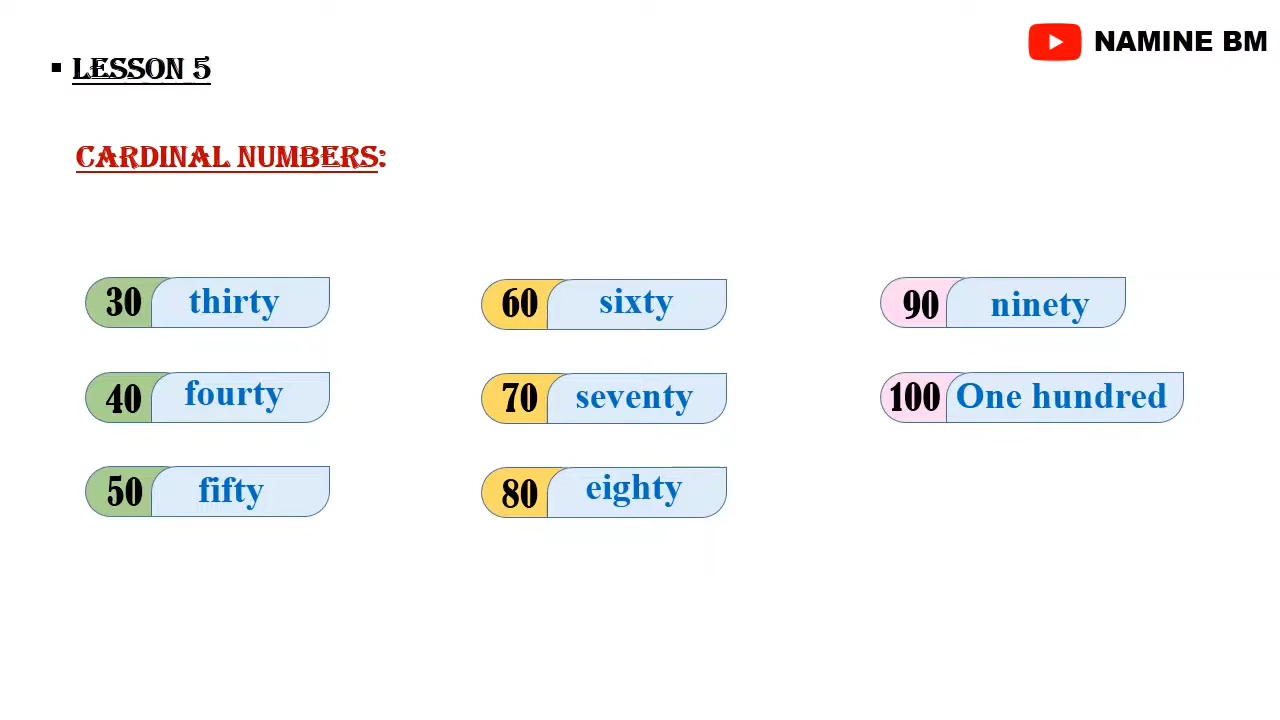 NAMINE BM
▪ LESSON 5
CARDINAL NUMBERS:
30 thirty
40 fourty
50 fifty
60 sixty
70 seventy
80 eighty
90 ninety
100 One hundred